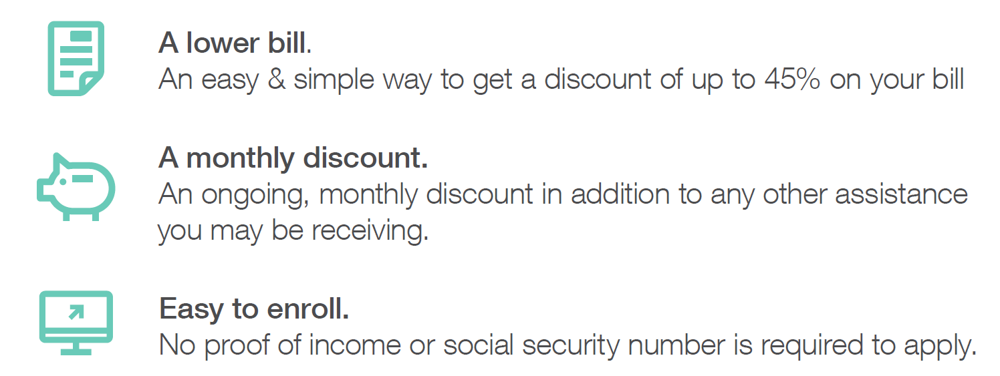 A lower bill.
An easy & simple way to get a discount of up to 45% on your bill
A monthly discount.
An ongoing, monthly discount in addition to any other assistance
you may be receiving.
Easy to enroll.
No proof of income or social security number is required to apply.